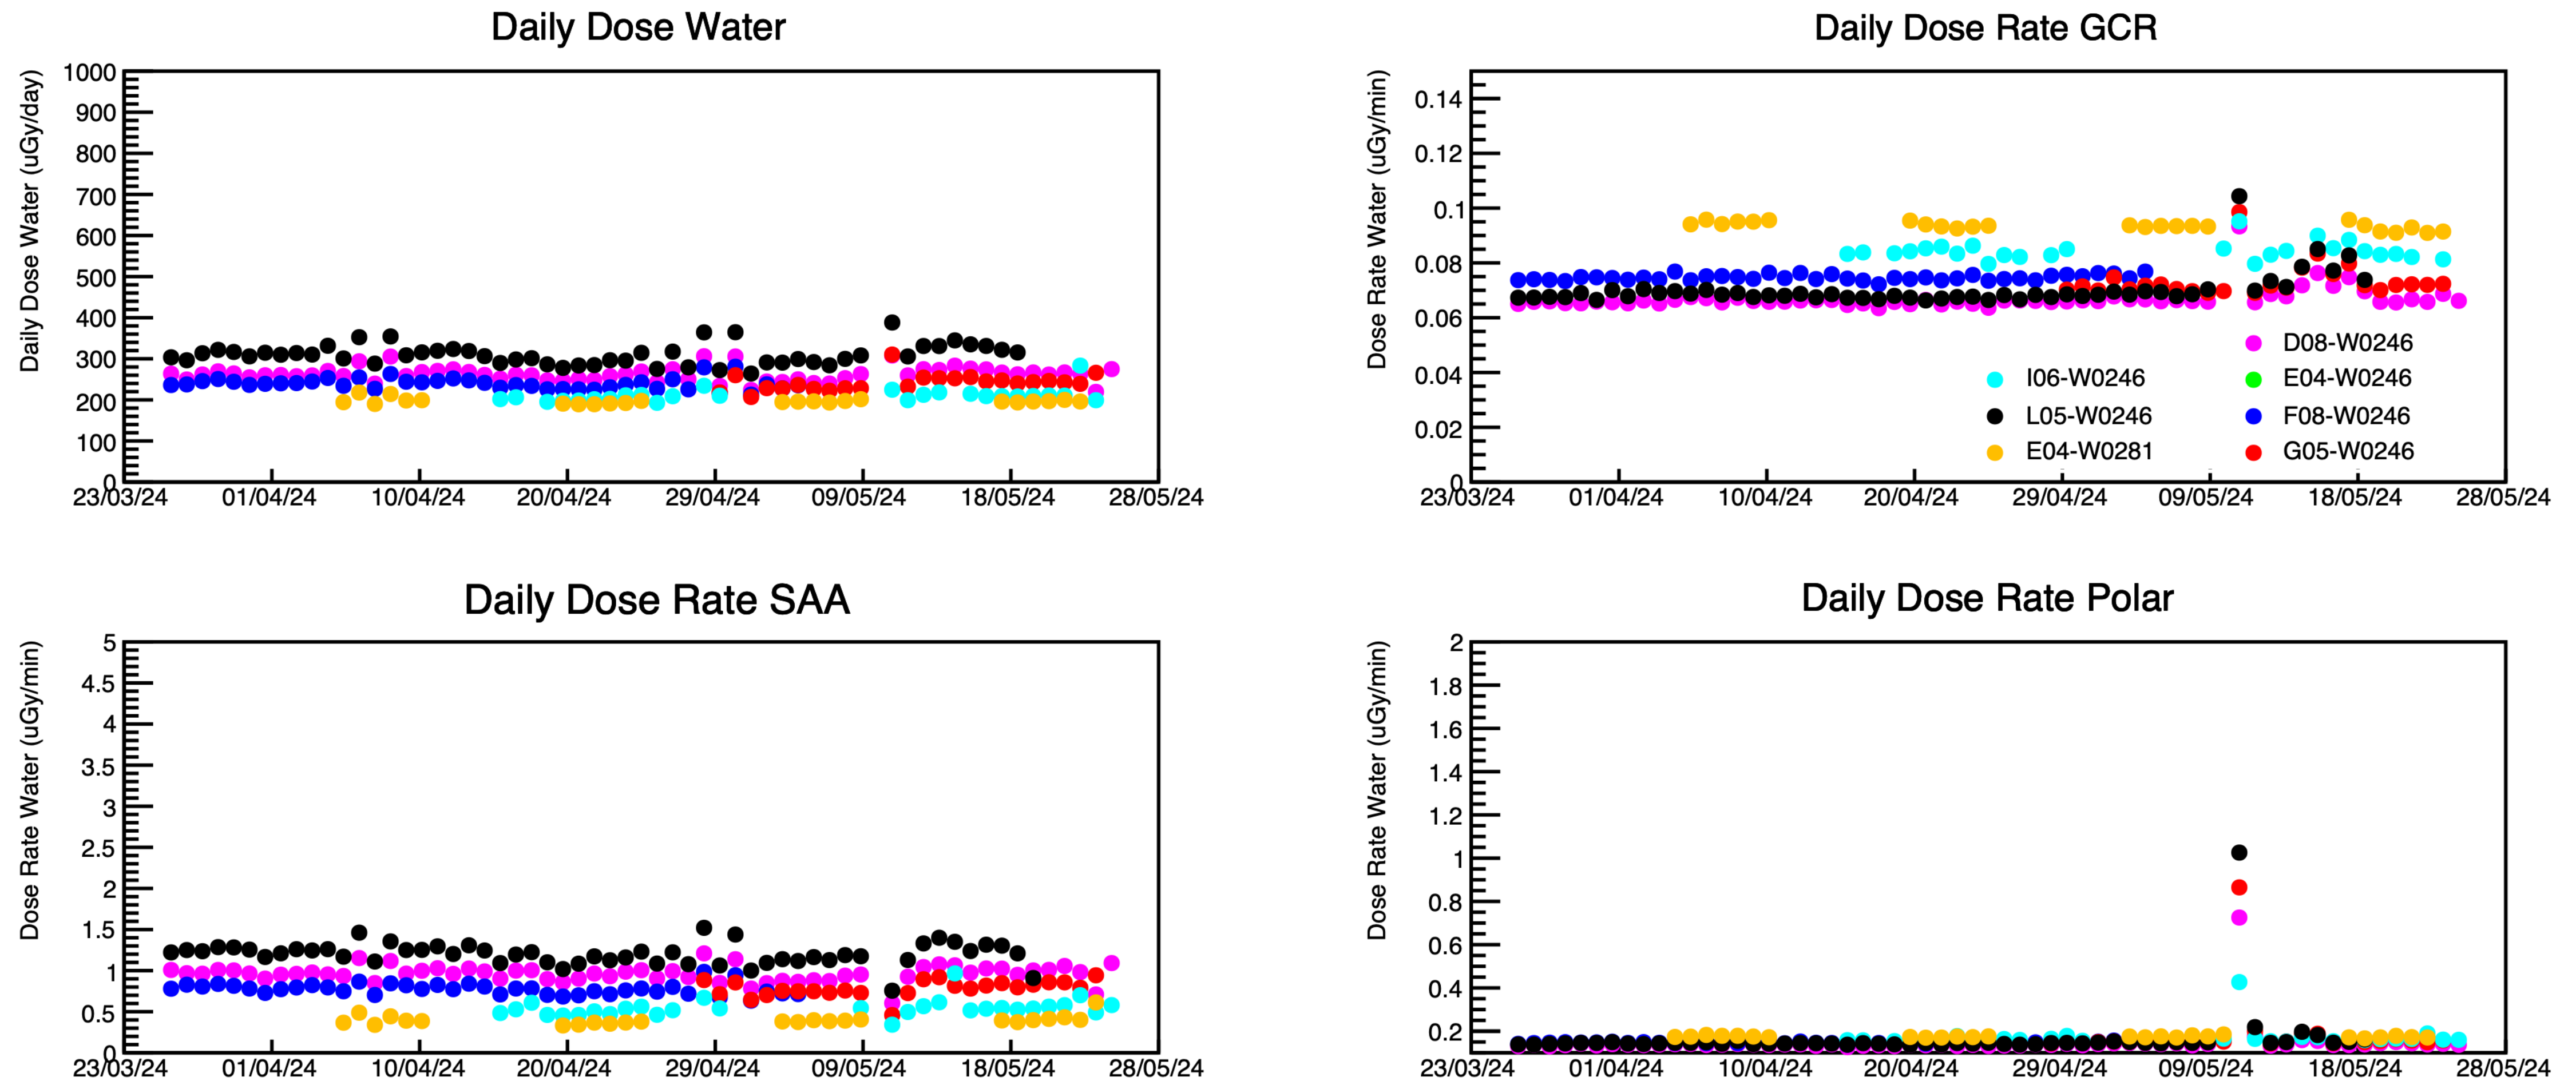 Daily Dose Water
Daily Dose Water (uGy/day)
1000
900
800
700
600
500
400
300
200
100
0
23/03/24 01/04/24 10/04/24 20/04/24 29/04/24 09/05/24 18/05/24 28/05/24
Daily Dose Rate GCR
Dose Rate Water (uGy/min)
0.14
0.12
0.1
0.08
0.06
0.04
0.02
0
D08-W0246
I06-W0246 E04-W0246
L05-W0246 F08-W0246
E04-W0281 G05-W0246
23/03/24 01/04/24 10/04/24 20/04/24 29/04/24 09/05/24 18/05/24 28/05/24
Daily Dose Rate SAA
Dose Rate Water (uGy/min)
5
4.5
4
3.5
3
2.5
2
1.5
1
0.5
0
23/03/24 01/04/24 10/04/24 20/04/24 29/04/24 09/05/24 18/05/24 28/05/24
Daily Dose Rate Polar
Dose Rate Water (uGy/min)
2
1.8
1.6
1.4
1.2
1
0.8
0.6
0.4
0.2
23/03/24 01/04/24 10/04/24 20/04/24 29/04/24 09/05/24 18/05/24 28/05/24